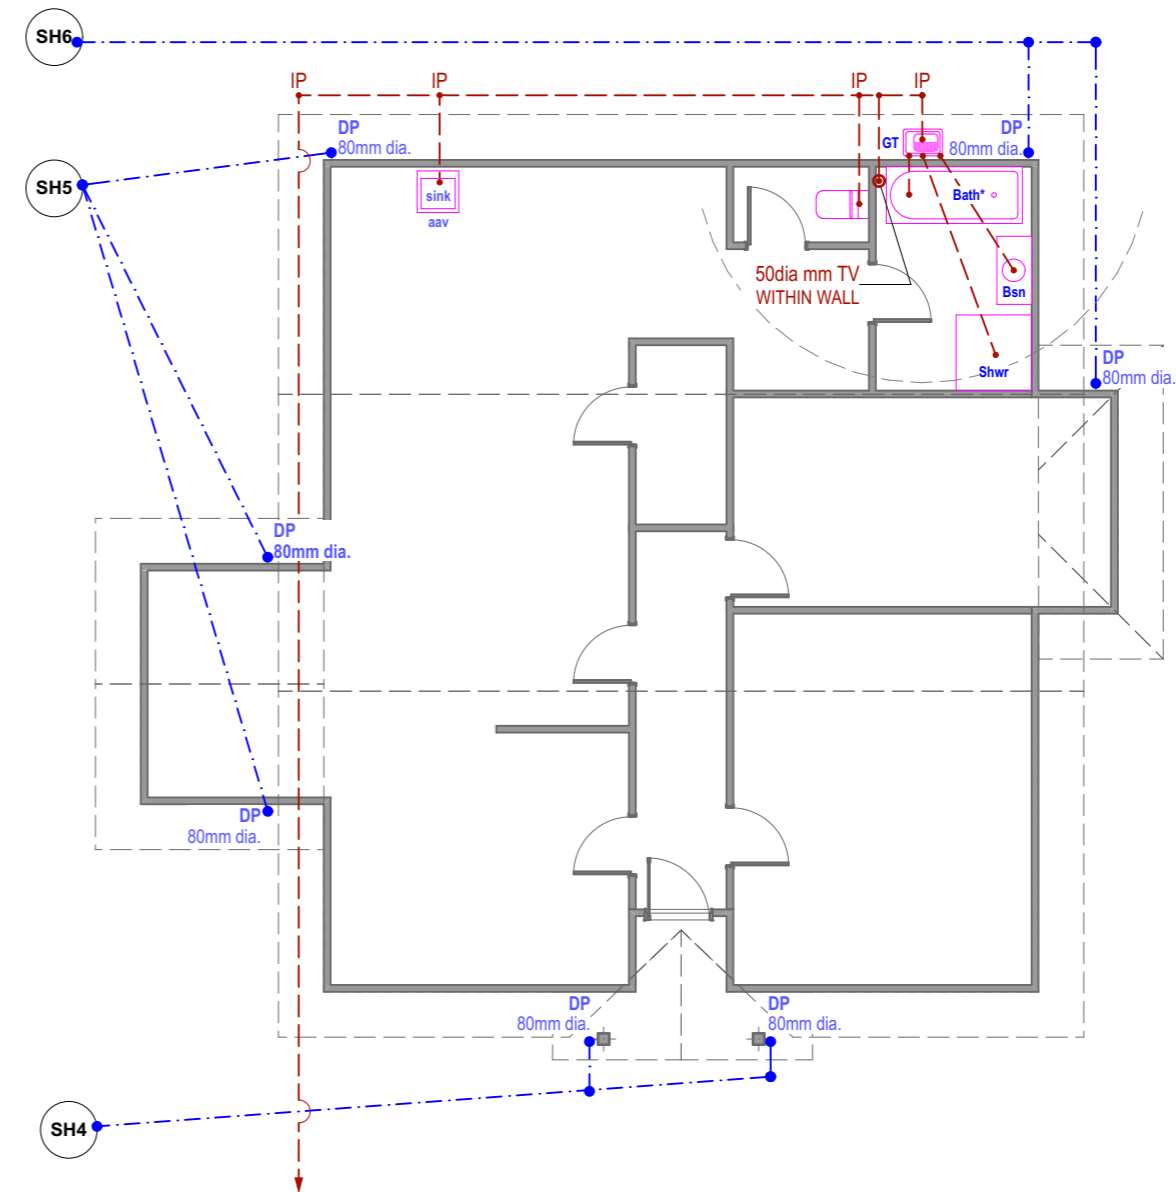 SH6
IP
IP
IP
IP
DP
80mm dia.
GT
DP
80mm dia.
SH5
sink
aav
Bath*
50dia mm TV
WITHIN WALL
Bsn
Shwr
DP
80mm dia.
DP
80mm dia.
DP
80mm dia.
DP
80mm dia.
DP
80mm dia.
SH4